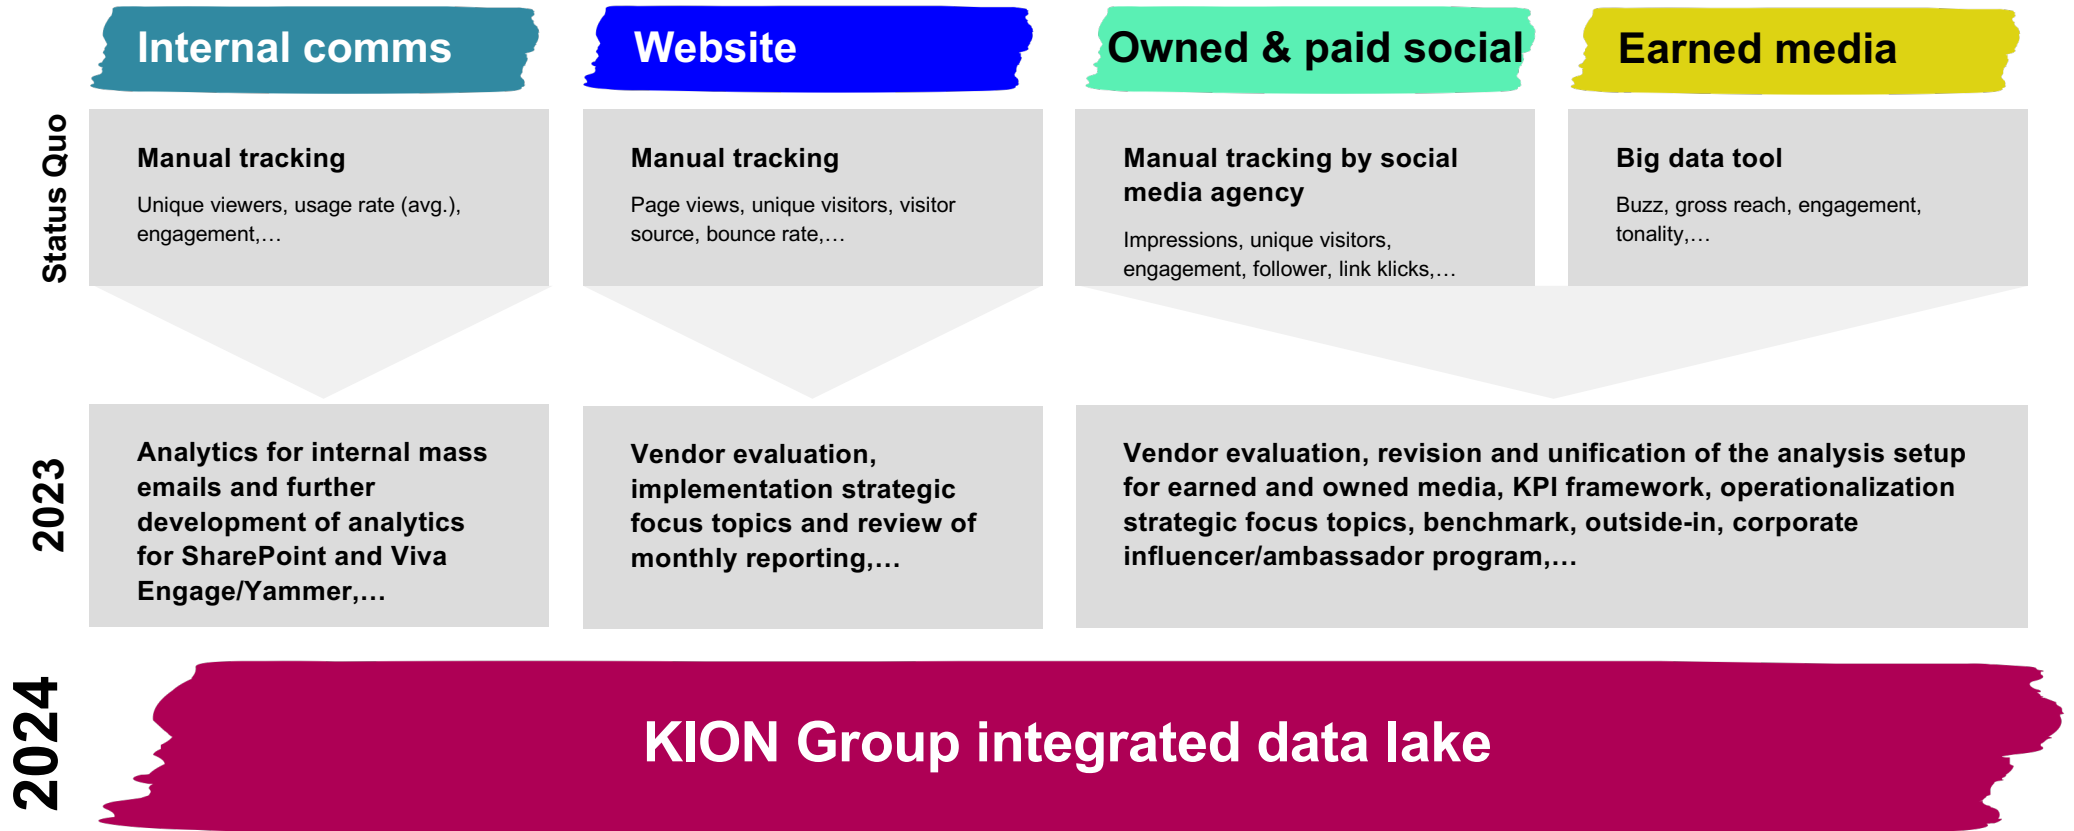 Internal comms
Website
Owned & paid social
Earned media
Status Quo
Manual tracking
Unique viewers, usage rate (avg.),
engagement,…
Manual tracking
Page views, unique visitors, visitor
source, bounce rate,…
Manual tracking by social
media agency
Impressions, unique visitors,
engagement, follower, link klicks,…
Big data tool
Buzz, gross reach, engagement,
tonality,…
2023
Analytics for internal mass
emails and further
development of analytics
for SharePoint and Viva
Engage/Yammer,…
Vendor evaluation,
implementation strategic
focus topics and review of
monthly reporting,…
Vendor evaluation, revision and unification of the analysis setup
for earned and owned media, KPI framework, operationalization
strategic focus topics, benchmark, outside-in, corporate
influencer/ambassador program,…
2024
KION Group integrated data lake